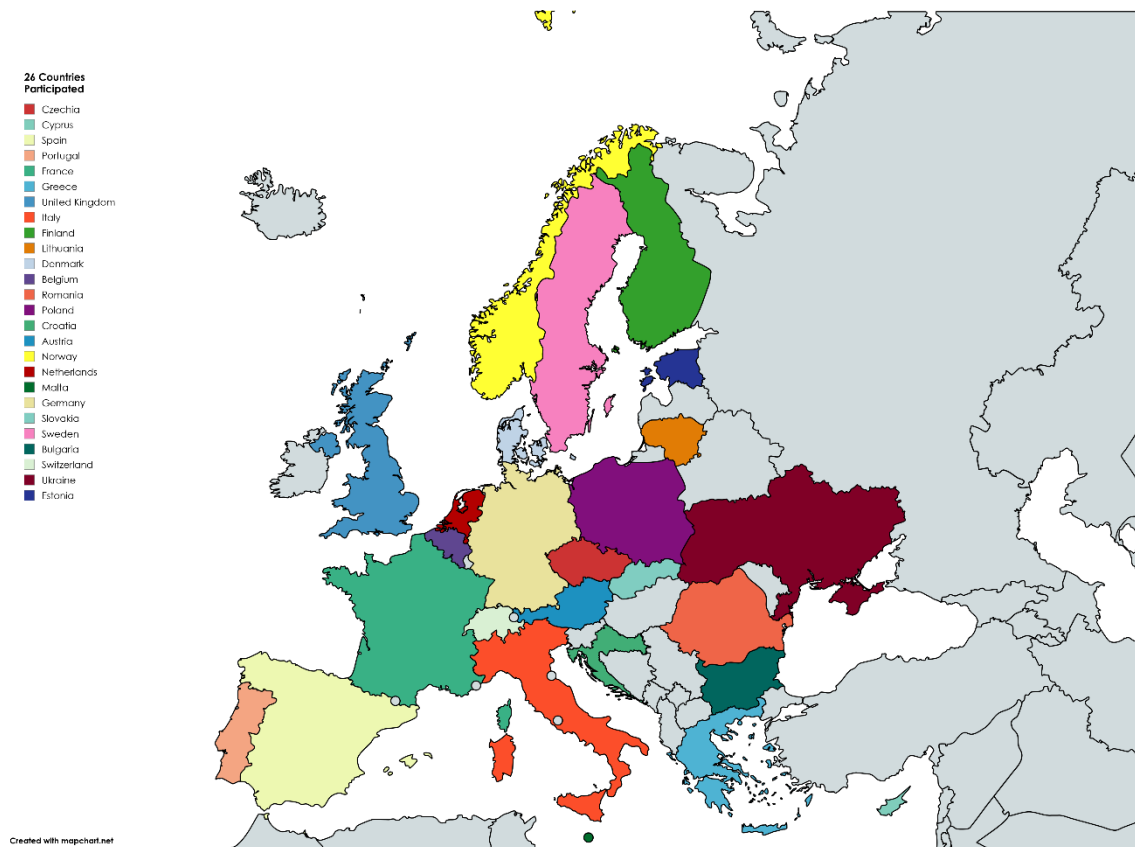 26 Countries
Participated
Czechia
Cyprus
Spain
Portugal
France
Greece
United Kingdom
Italy
Finland
Lithuania
Denmark
Belgium
Romania
Poland
Croatia
Austria
Norway
Netherlands
Malta
Germany
Slovakia
Sweden
Bulgaria
Switzerland
Ukraine
Estonia
Created with mapchart.net